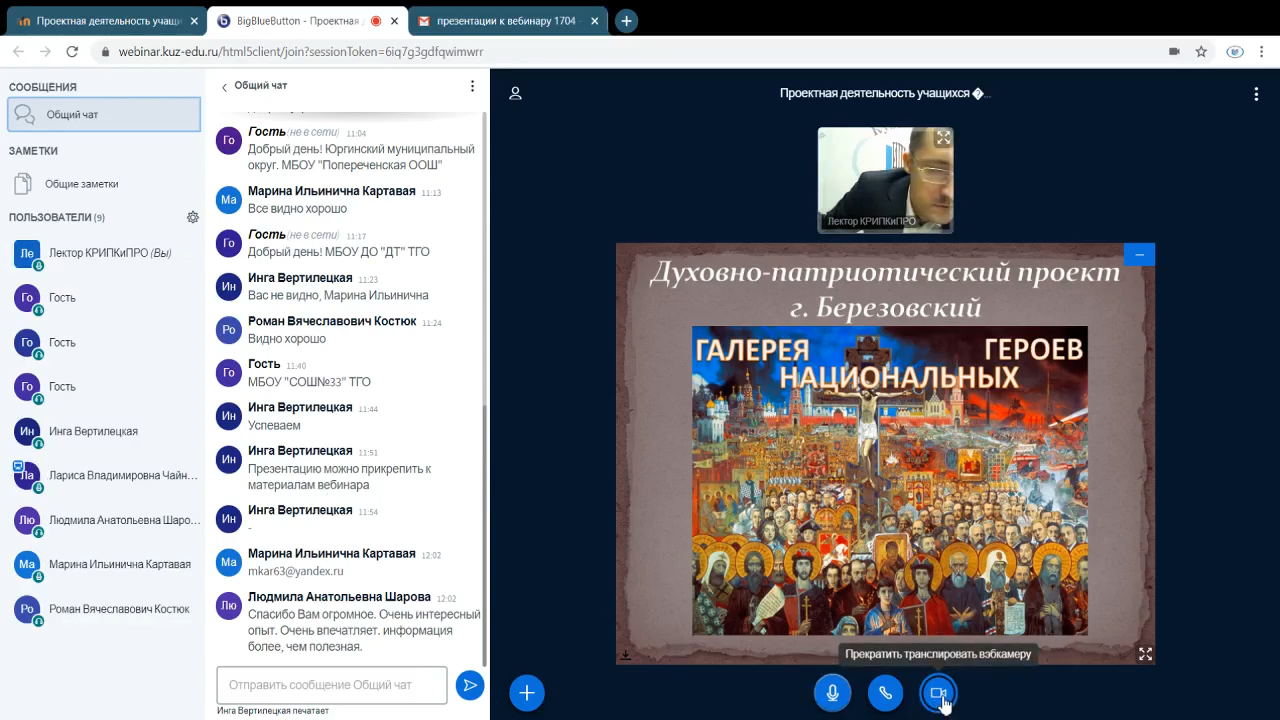 Проектная деятельность учащи
BigBlueButton - Проектная д
презентации к вебинару 1704 -
webinar.kuz-edu.ru/html5client/join?sessionToken=6iq7g3gdfqwimwrr
СООБЩЕНИЯ
Общий чат
ЗАМЕТКИ
Общие заметки
ПОЛЬЗОВАТЕЛИ (9)
Ле Лектор КРИПКиПРО (Вы)
Го Гость
Го Гость
Го Гость
Ин Инга Вертилецкая
Ла Лариса Владимировна Чайн...
Лю Людмила Анатольевна Шаро...
Ма Марина Ильинична Картавая
Ро Роман Вячеславович Костюк
Общий чат
Го Гость (не в сети) 11:04
Добрый день! Юргинский муниципальный
округ. МБОУ "Попереченская ООШ"
Ма Марина Ильинична Картавая 11:13
Все видно хорошо
Го Гость (не в сети) 11:17
Добрый день! МБОУ ДО "ДТ" ТГО
Ин Инга Вертилецкая 11:23
Вас не видно, Марина Ильинична
Ро Роман Вячеславович Костюк 11:24
Видно хорошо
Го Гость 11:40
МБОУ "СОШ№33" ТГО
Ин Инга Вертилецкая 11:44
Успеваем
Ин Инга Вертилецкая 11:51
Презентацию можно прикрепить к
материалам вебинара
Ин Инга Вертилецкая 11:54
-
Ма Марина Ильинична Картавая 12:02
mkar63@yandex.ru
Лю Людмила Анатольевна Шарова 12:02
Спасибо Вам огромное. Очень интересный
опыт. Очень впечатляет. информация
более, чем полезная.
Отправить сообщение Общий чат
Инга Вертилецкая печатает
Проектная деятельность учащихся �...
Лектор КРИПКиПРО
Духовно-патриотический проект
г. Березовский
ГАЛЕРЕЯ ГЕРОЕВ
НАЦИОНАЛЬНЫХ
Прекратить транслировать вэбкамеру